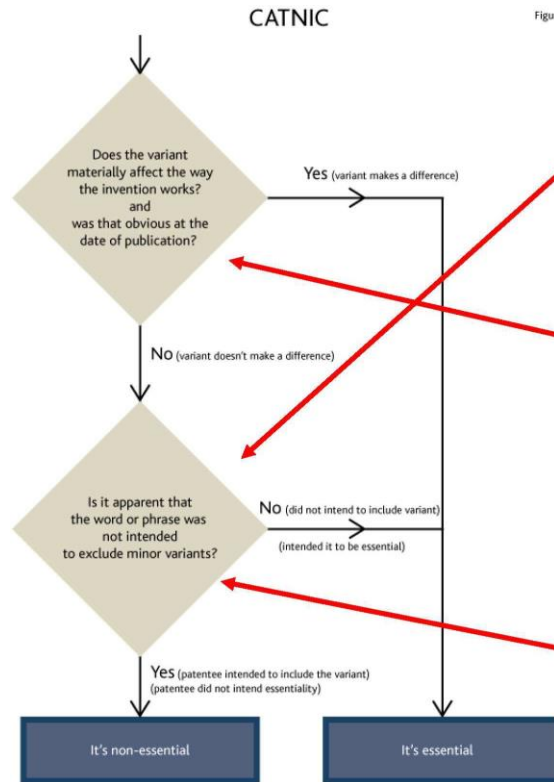 CATNIC
Figu
Does the variant
materially affect the way
the invention works?
and
was that obvious at the
date of publication?
Yes (variant makes a difference)
No (variant doesn't make a difference)
Is it apparent that
the word or phrase was
not intended
to exclude minor variants?
No (did not intend to include variant)
(intended it to be essential)
Yes (patentee intended to include the variant)
(patentee did not intend essentiality)
It's non-essential
It's essential